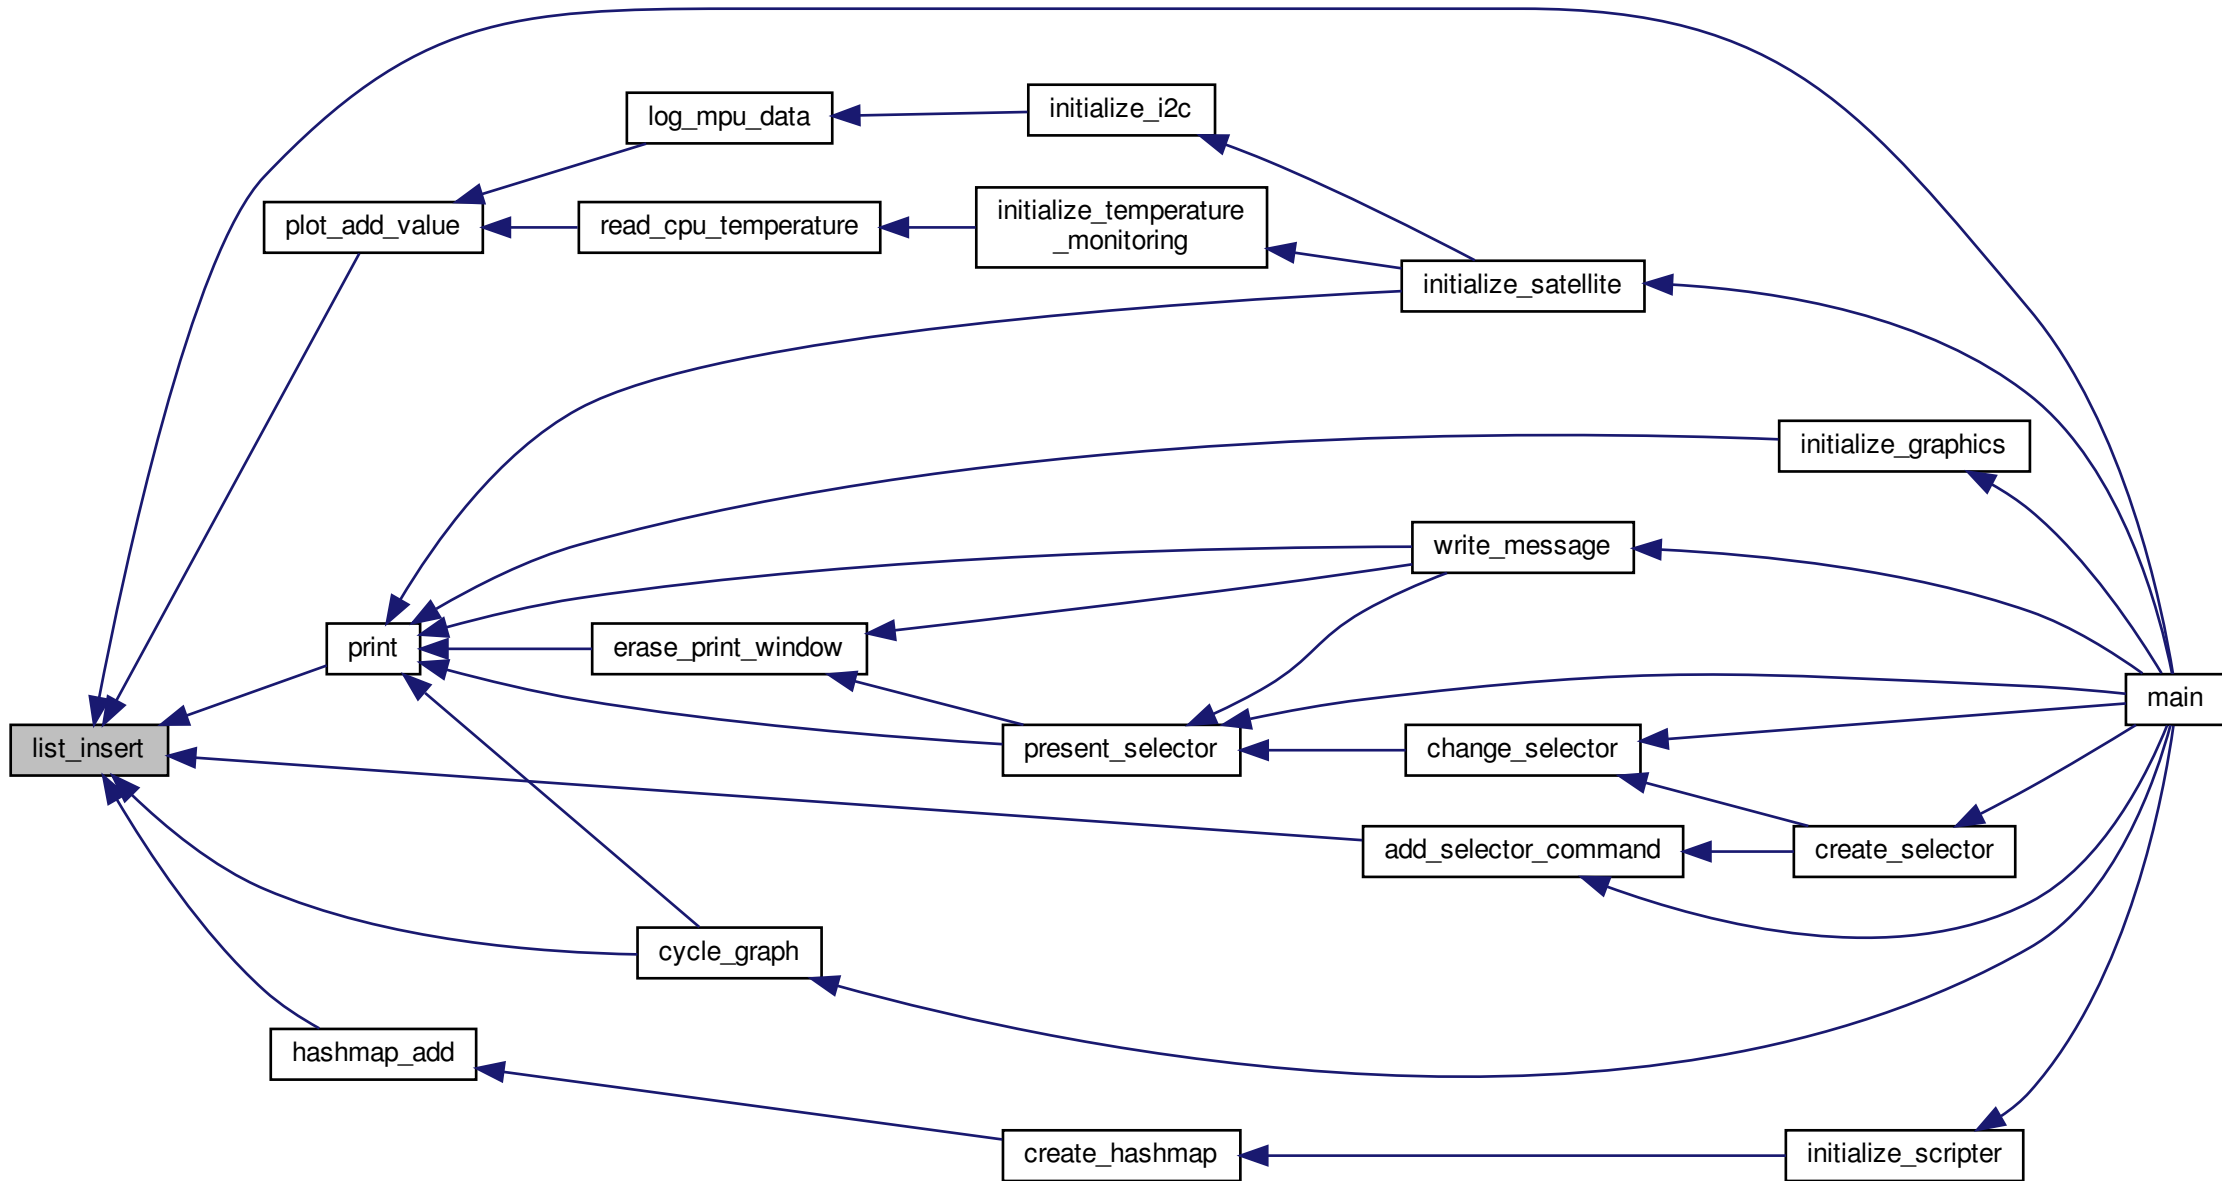 log_mpu_data
initialize_i2c
plot_add_value
read_cpu_temperature
initialize_temperature
_monitoring
initialize_satellite
initialize_graphics
write_message
print
erase_print_window
main
list_insert
present_selector
change_selector
add_selector_command
create_selector
cycle_graph
hashmap_add
create_hashmap
initialize_scripter